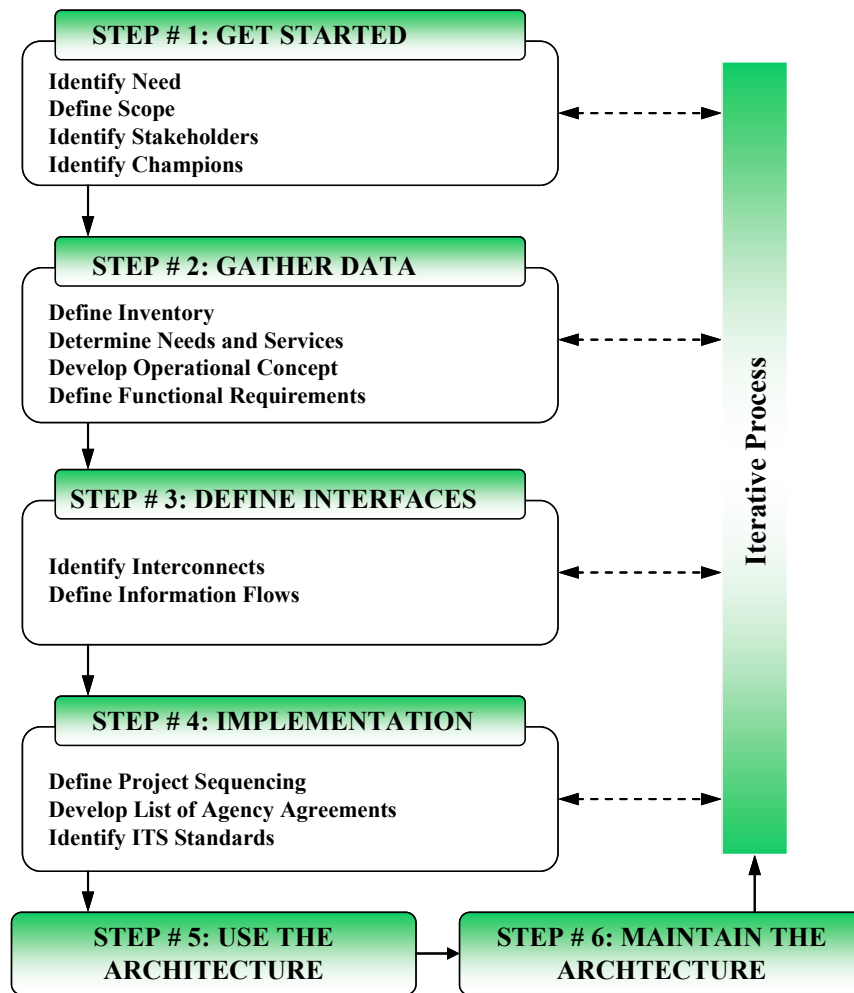 STEP # 1: GET STARTED
Identify Need
Define Scope
Identify Stakeholders
Identify Champions
STEP # 2: GATHER DATA
Define Inventory
Determine Needs and Services
Develop Operational Concept
Define Functional Requirements
STEP # 3: DEFINE INTERFACES
Identify Interconnects
Define Information Flows
STEP # 4: IMPLEMENTATION
Define Project Sequencing
Develop List of Agency Agreements
Identify ITS Standards
STEP # 5: USE THE
ARCHITECTURE
STEP # 6: MAINTAIN THE
ARCHTECTURE
Iterative Process